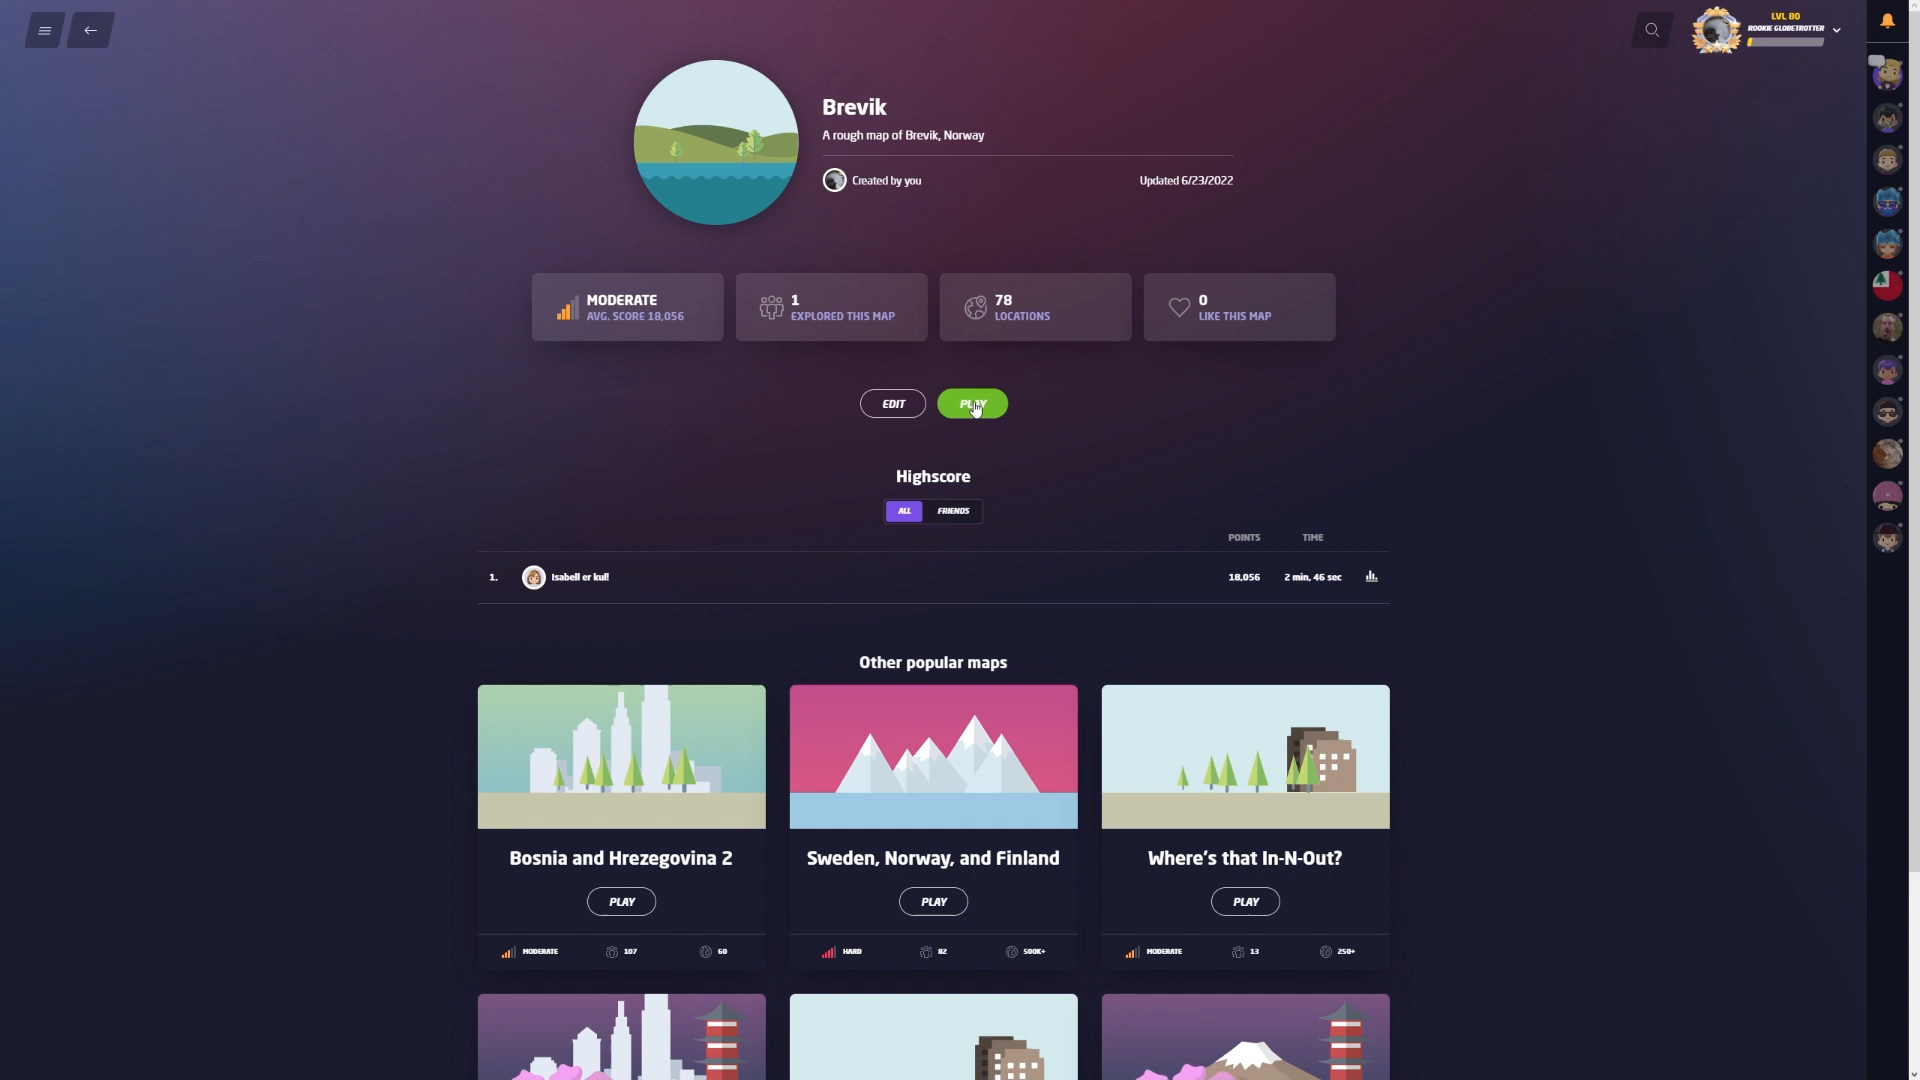 LVL 80
ROOKIE GLOBETROTTER
Brevik
A rough map of Brevik, Norway
Created by you
Updated 6/23/2022
MODERATE
AVG. SCORE 18,056
1
EXPLORED THIS MAP
78
LOCATIONS
0
LIKE THIS MAP
EDIT
PLAY
Highscore
ALL
FRIENDS
POINTS
TIME
1.
Isabell er kul!
18,056
2 min, 46 sec
Other popular maps
Bosnia and Hrezegovina 2
PLAY
MODERATE
107
60
Sweden, Norway, and Finland
PLAY
HARD
82
500K+
Where's that In-N-Out?
PLAY
MODERATE
13
250+